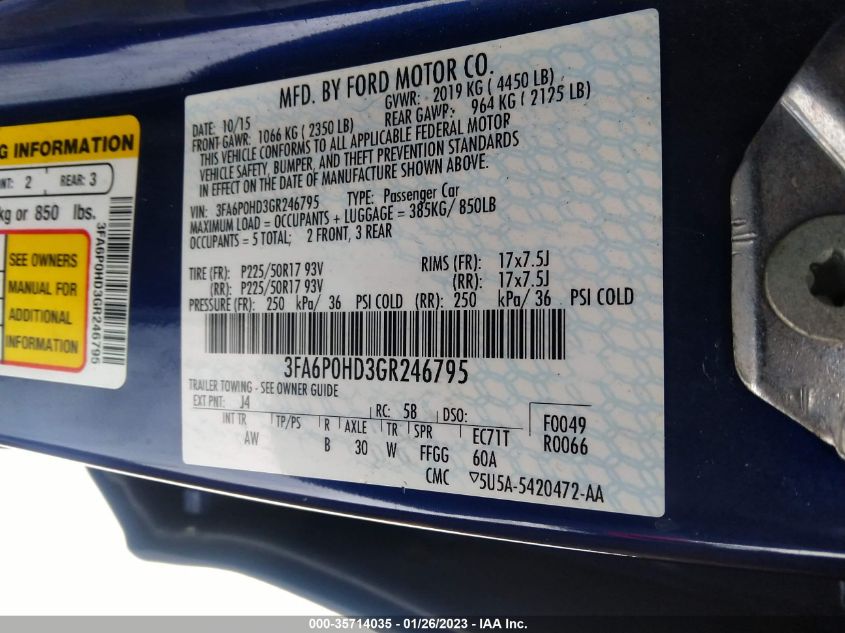 MFD. BY FORD MOTOR CO.
DATE: 10/15 GVWR: 2019 KG ( 4450 LB)
FRONT GAWR: 1066 KG ( 2350 LB) REAR GAWR: 964 KG ( 2125 LB)
THIS VEHICLE CONFORMS TO ALL APPLICABLE FEDERAL MOTOR
VEHICLE SAFETY, BUMPER, AND THEFT PREVENTION STANDARDS
IN EFFECT ON THE DATE OF MANUFACTURE SHOWN ABOVE.
VIN: 3FA6P0HD3GR246795 TYPE: Passenger Car
MAXIMUM LOAD = OCCUPANTS + LUGGAGE = 385KG/850LB
OCCUPANTS = 5 TOTAL; 2 FRONT, 3 REAR
TIRE (FR): P225/50R17 93V RIMS (FR): 17x7.5J
(RR): P225/50R17 93V (RR): 17x7.5J
PRESSURE (FR): 250 kPa/ 36 PSI COLD (RR): 250 kPa/ 36 PSI COLD
3FA6P0HD3GR246795
TRAILER TOWING - SEE OWNER GUIDE
EXT PNT: J4 RC: 58 DSO:
INT TR TP/PS R AXLE TR SPR EC71T F0049
AW B 30 W FFGG 60A R0066
CMC ▽5U5A-5420472-AA
G INFORMATION
NT: 2 REAR: 3
kg or 850 lbs.
SEE OWNERS
MANUAL FOR
ADDITIONAL
INFORMATION
3FA6P0HD3GR246795
000-35714035 - 01/26/2023 - IAA Inc.